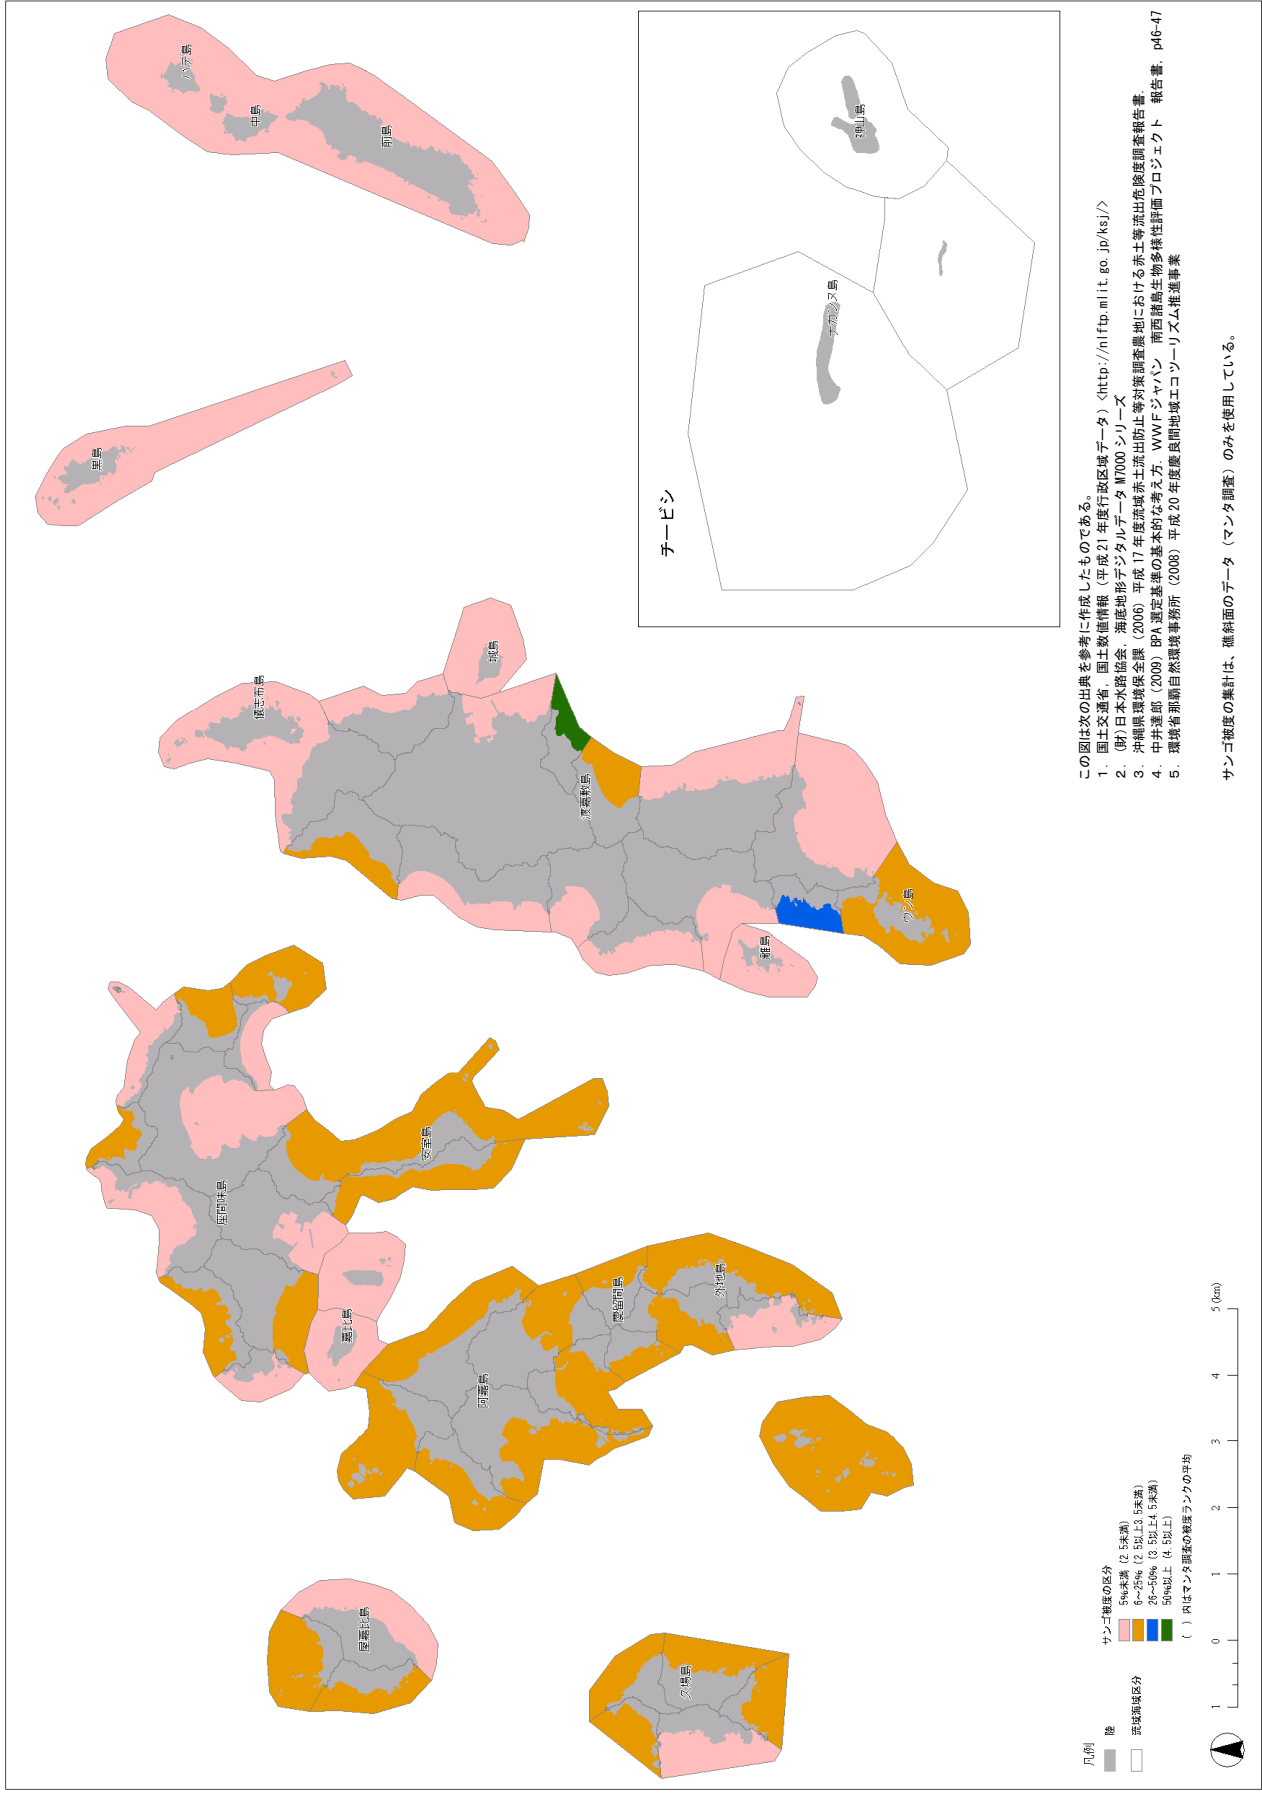 ハテ島
中島
前島
黒島
儀志布島
城島
渡嘉敷島
離島
ウン島
座間味島
安室島
嘉比島
阿嘉島
慶留間島
外地島
屋嘉比島
久場島
チービシ
ナガンヌ島
神山島
この図は次の出典を参考に作成したものである。
1. 国土交通省, 国土数値情報 (平成21年度行政区域データ) <http://nlftp.mlit.go.jp/ksj/>
2. (財)日本水路協会, 海底地形デジタルデータ M7000 シリーズ
3. 沖縄県環境保全課 (2006) 平成17年度流域赤土流出防止等対策調査農地における赤土等流出危険度調査報告書.
4. 中井達郎 (2009) BPA 選定基準の基本的な考え方. WWFジャパン 南西諸島生物多様性評価プロジェクト 報告書, p46-47
5. 環境省那覇自然環境事務所 (2008) 平成20年度慶良間地域エコツーリズム推進事業
サンゴ被度の集計は、礁斜面のデータ (マンタ調査) のみを使用している。
凡例
陸
流域海域区分
サンゴ被度の区分
5%未満 (2.5未満)
6~25% (2.5以上3.5未満)
26~50% (3.5以上4.5未満)
50%以上 (4.5以上)
( ) 内はマンタ調査の被度ランクの平均
1 0 1 2 3 4 5 (km)